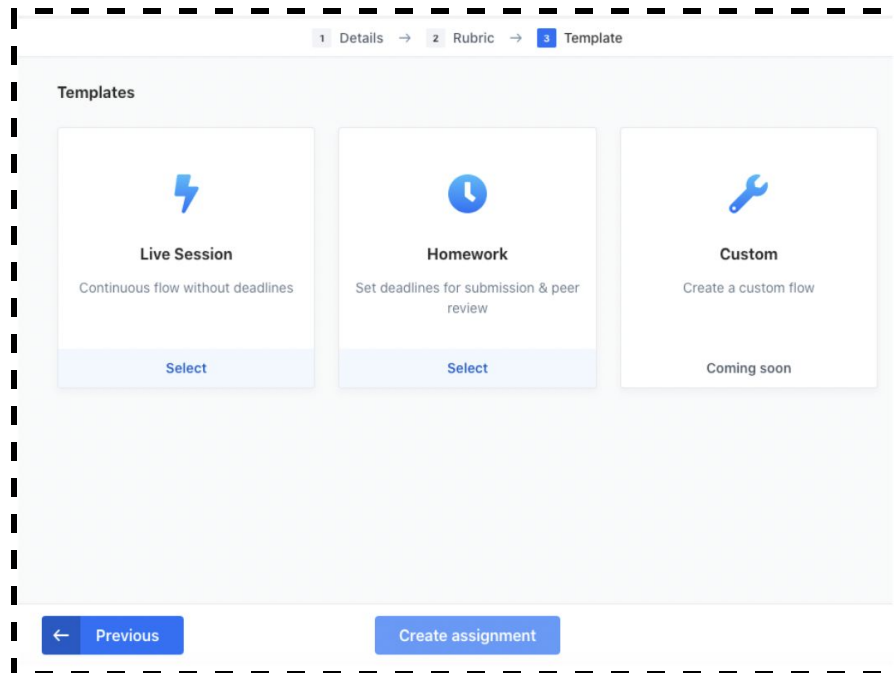 1 Details → 2 Rubric → 3 Template
Templates
Live Session
Continuous flow without deadlines
Select
Homework
Set deadlines for submission & peer
review
Select
Custom
Create a custom flow
Coming soon
← Previous
Create assignment